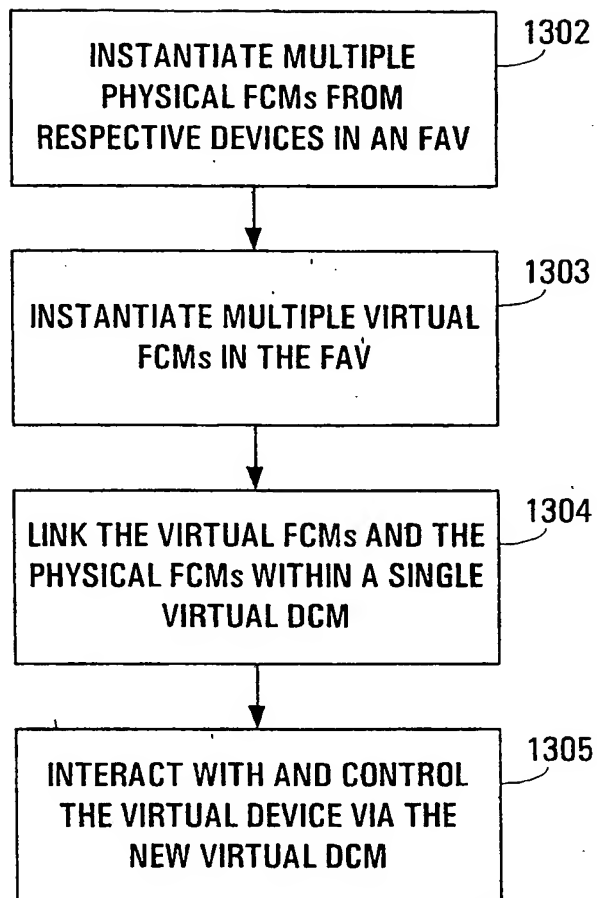 1302
INSTANTIATE MULTIPLE
PHYSICAL FCMs FROM
RESPECTIVE DEVICES IN AN FAV
1303
INSTANTIATE MULTIPLE VIRTUAL
FCMs IN THE FAV
1304
LINK THE VIRTUAL FCMs AND THE
PHYSICAL FCMs WITHIN A SINGLE
VIRTUAL DCM
1305
INTERACT WITH AND CONTROL
THE VIRTUAL DEVICE VIA THE
NEW VIRTUAL DCM